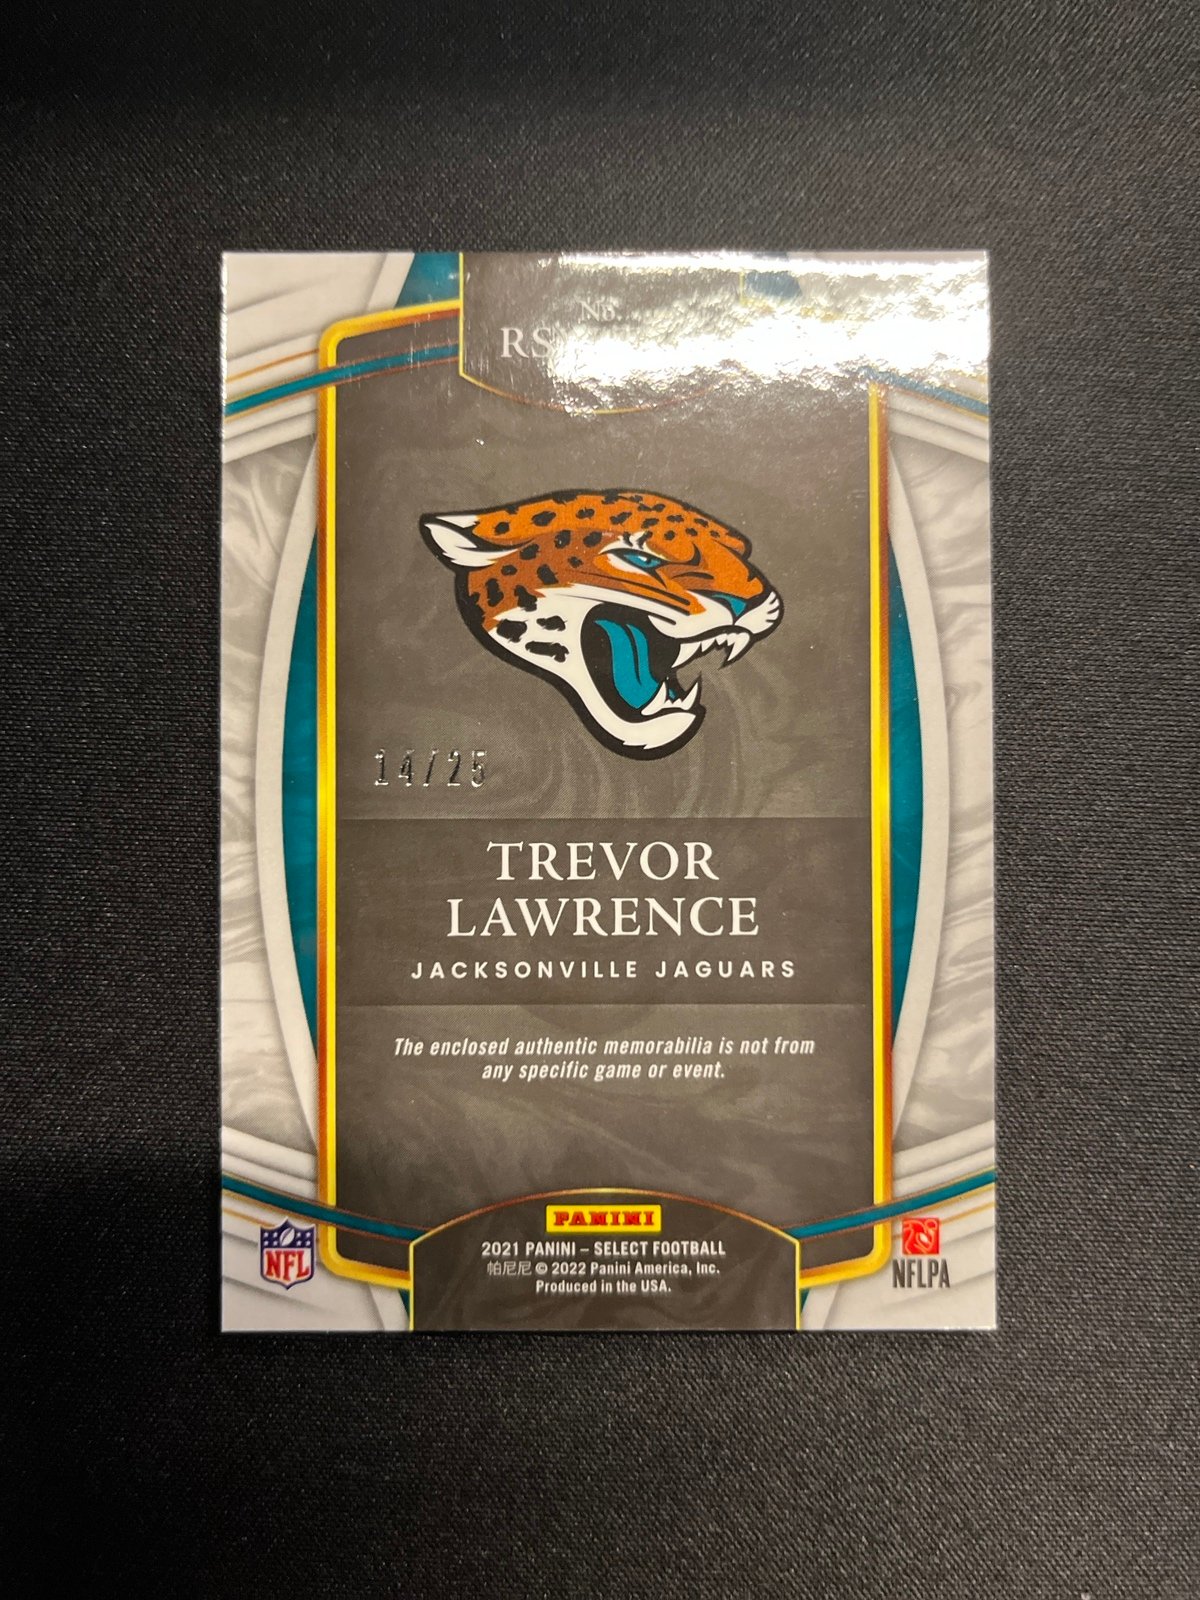 No.
RS
14/25
TREVOR
LAWRENCE
JACKSONVILLE JAGUARS
The enclosed authentic memorabilia is not from
any specific game or event.
PANINI
2021 PANINI – SELECT FOOTBALL
帕尼尼 © 2022 Panini America, Inc.
Produced in the USA.
NFL
NFLPA